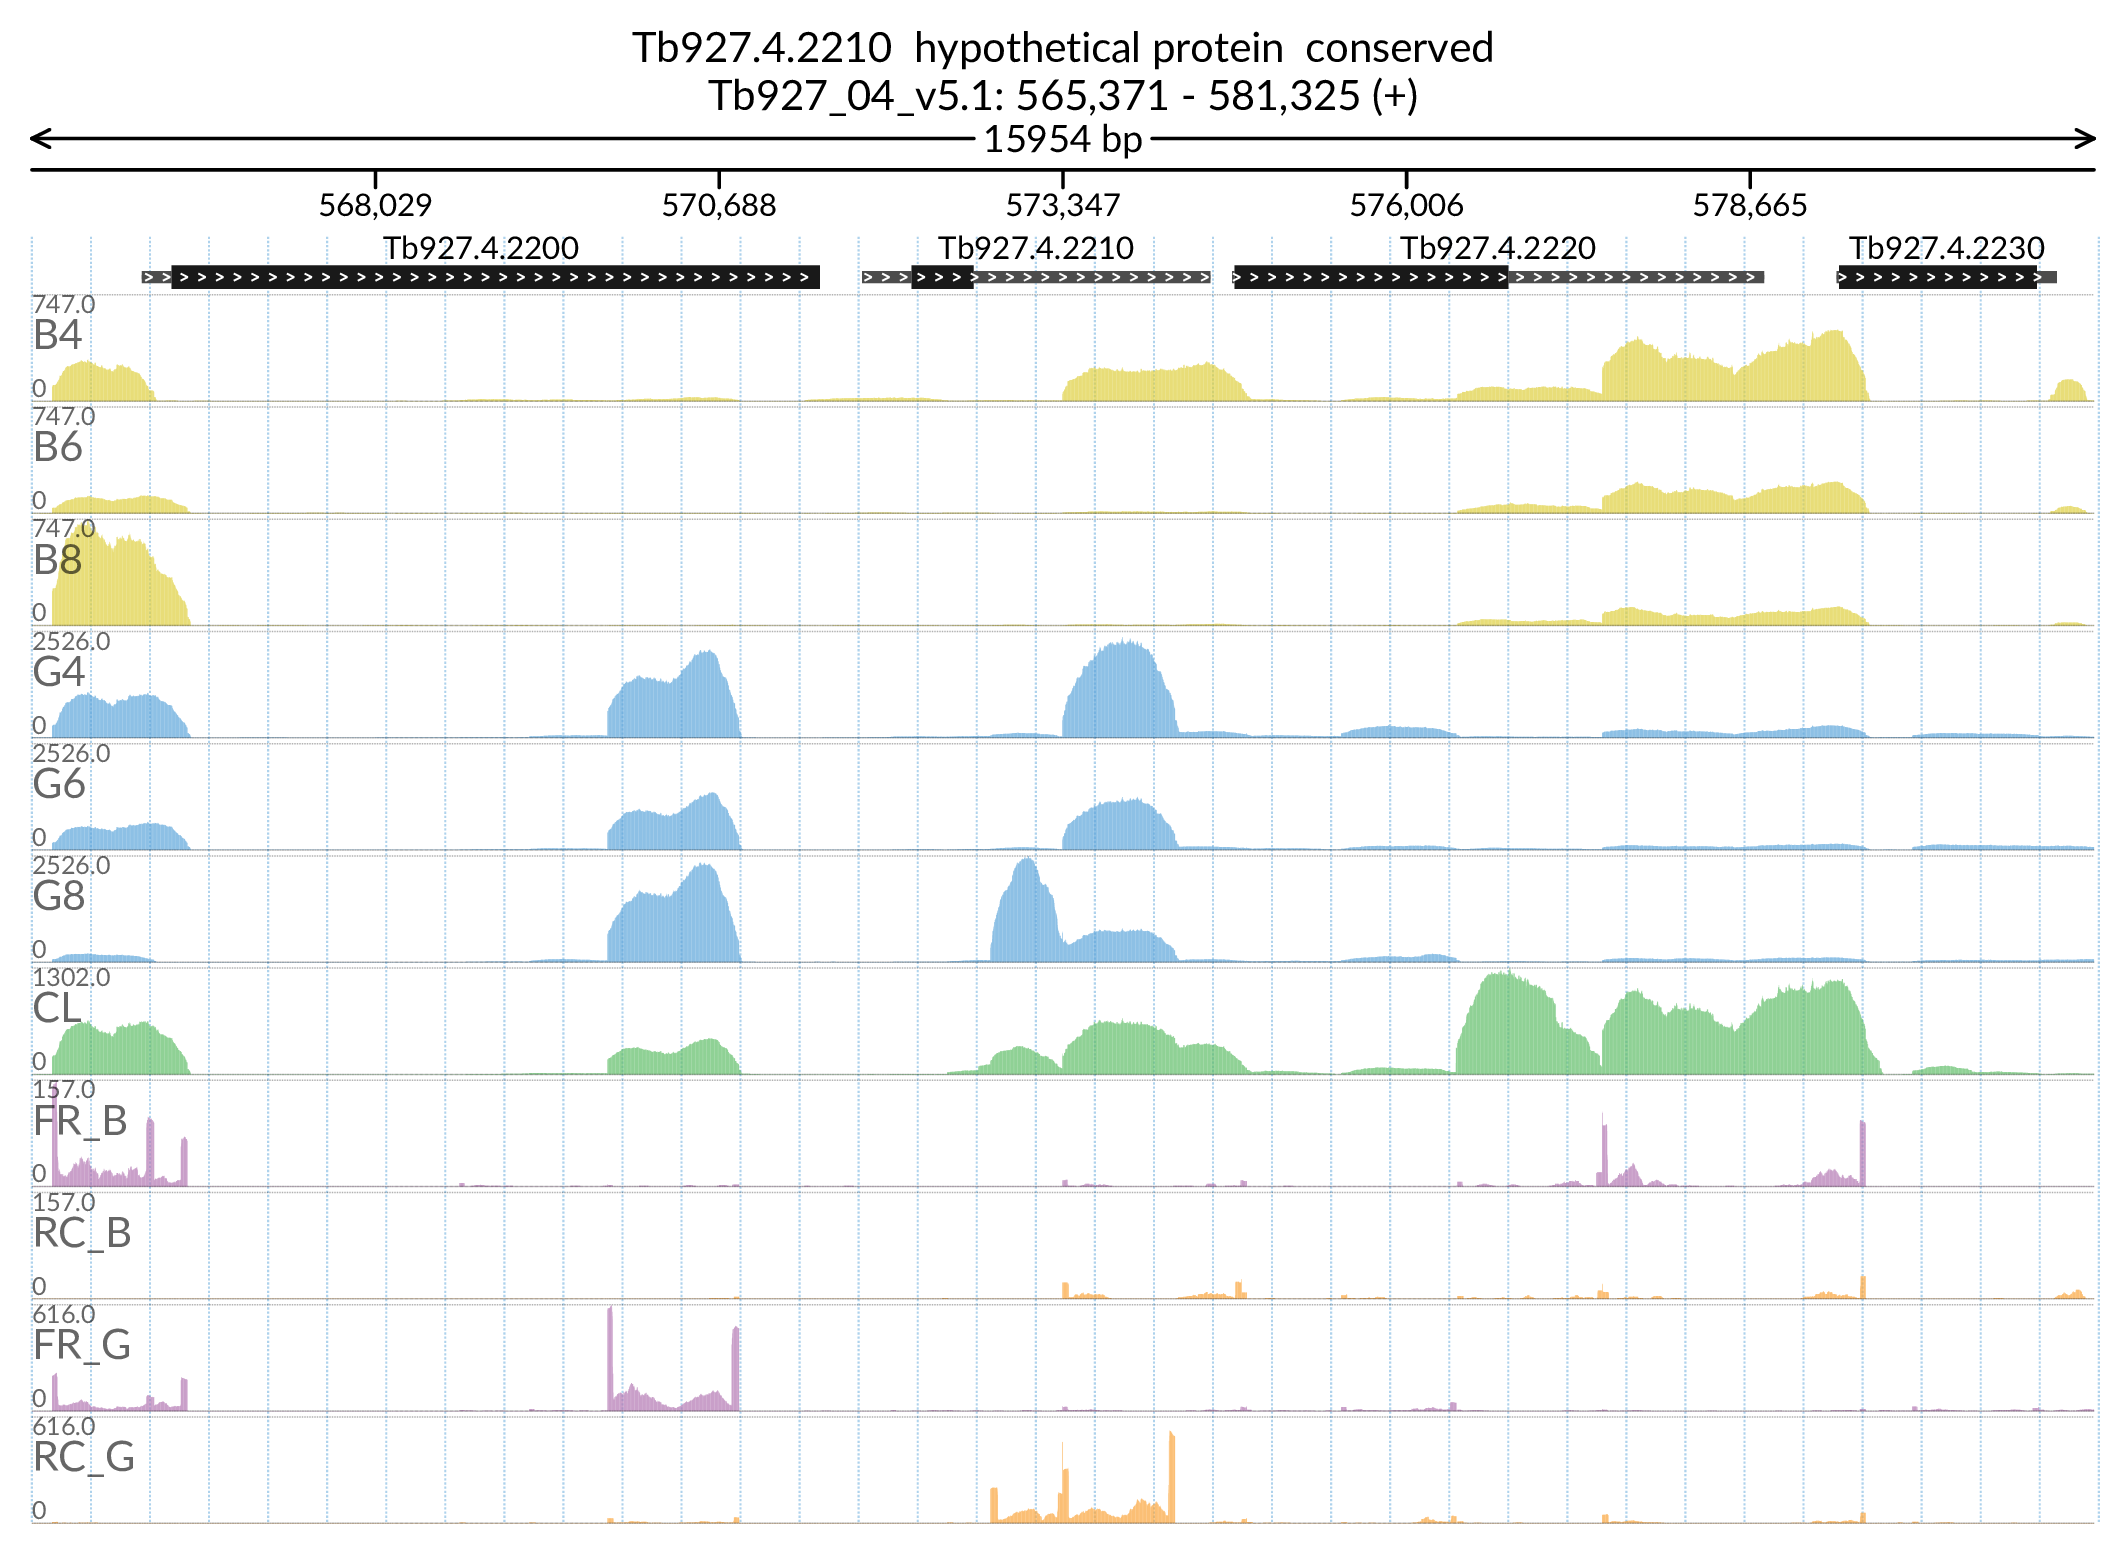 Tb927.4.2210  hypothetical protein  conserved
Tb927_04_v5.1: 565,371 - 581,325 (+)
15954 bp
568,029 570,688 573,347 576,006 578,665
Tb927.4.2200 Tb927.4.2210 Tb927.4.2220 Tb927.4.2230
747.0
B4
0
747.0
B6
0
747.0
B8
0
2526.0
G4
0
2526.0
G6
0
2526.0
G8
0
1302.0
CL
0
157.0
FR_B
0
157.0
RC_B
0
616.0
FR_G
0
616.0
RC_G
0